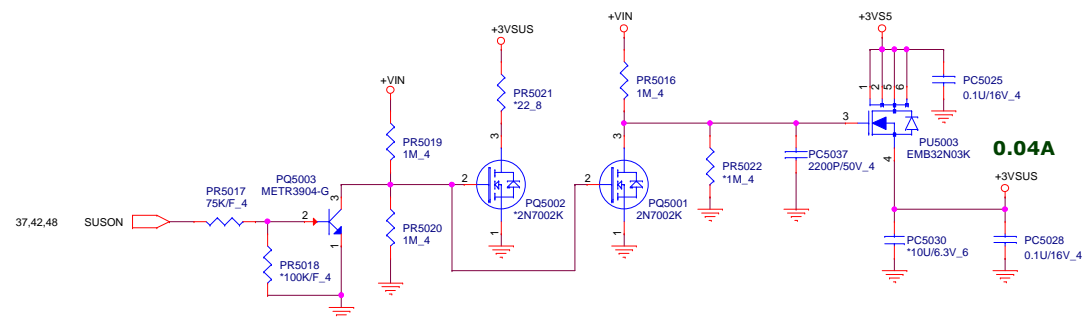 +3VSUS
+VIN
+3VS5
PR5021
*22_8
PR5016
1M_4
PC5025
0.1U/16V_4
+VIN
1
2
5
6
3
3
3
PR5019
1M_4
PU5003
EMB32N03K
0.04A
PQ5003
METR3904-G
PC5037
2200P/50V_4
PR5022
*1M_4
4
+3VSUS
PR5017
75K/F_4
3
2
2
PQ5002
*2N7002K
PQ5001
2N7002K
37,42,48
SUSON
2
1
PR5020
1M_4
1
1
PC5030
*10U/6.3V_6
PC5028
0.1U/16V_4
PR5018
*100K/F_4